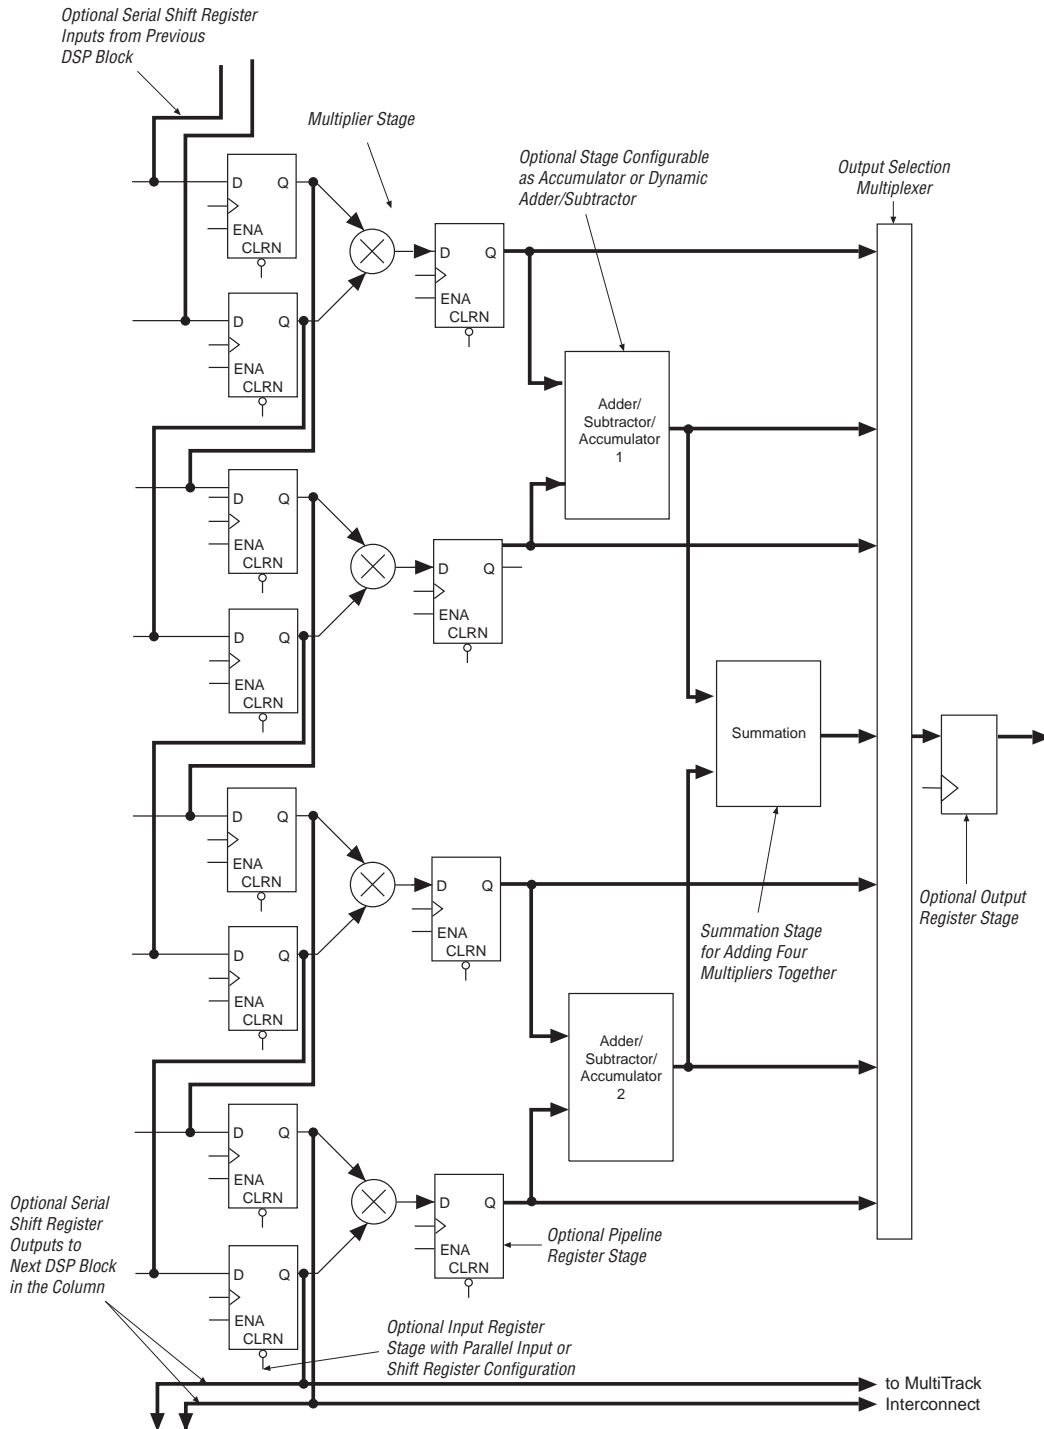 Optional Serial Shift Register
Inputs from Previous
DSP Block
Multiplier Stage
Optional Stage Configurable
as Accumulator or Dynamic
Adder/Subtractor
Output Selection
Multiplexer
D Q
ENA
CLRN
D Q
ENA
CLRN
D Q
ENA
CLRN
Adder/
Subtractor/
Accumulator
1
D Q
ENA
CLRN
D Q
ENA
CLRN
D Q
ENA
CLRN
Summation
D Q
ENA
CLRN
D Q
ENA
CLRN
D Q
ENA
CLRN
Optional Output
Register Stage
Summation Stage
for Adding Four
Multipliers Together
Adder/
Subtractor/
Accumulator
2
D Q
ENA
CLRN
D Q
ENA
CLRN
D Q
ENA
CLRN
Optional Pipeline
Register Stage
Optional Serial
Shift Register
Outputs to
Next DSP Block
in the Column
Optional Input Register
Stage with Parallel Input or
Shift Register Configuration
to MultiTrack
Interconnect